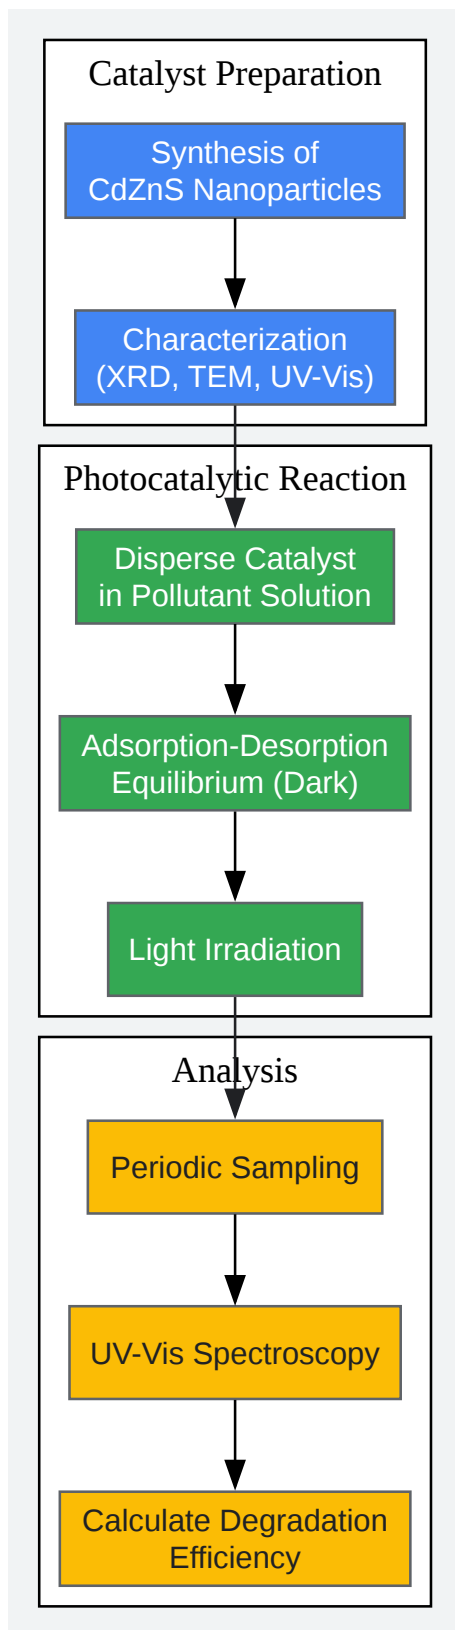 Catalyst Preparation
Synthesis of
CdZnS Nanoparticles
Characterization
(XRD, TEM, UV-Vis)
Photocatalytic Reaction
Disperse Catalyst
in Pollutant Solution
Adsorption-Desorption
Equilibrium (Dark)
Light Irradiation
Analysis
Periodic Sampling
UV-Vis Spectroscopy
Calculate Degradation
Efficiency